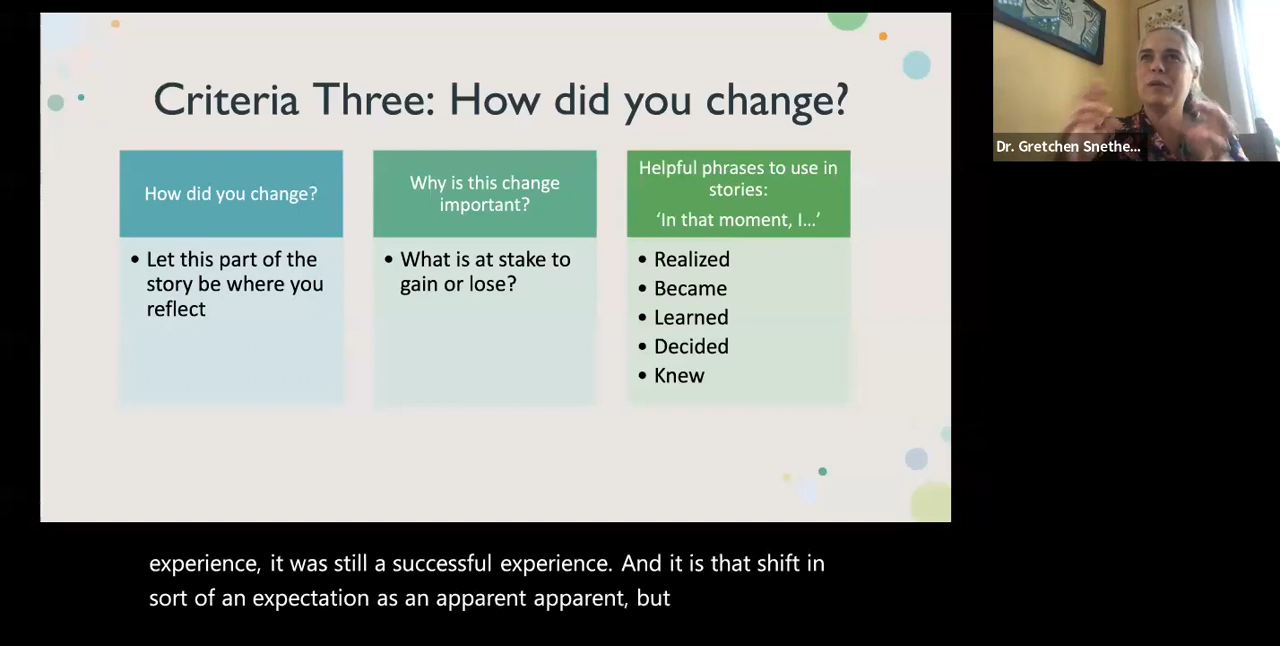 Criteria Three: How did you change?
How did you change?
• Let this part of the
story be where you
reflect
Why is this change
important?
• What is at stake to
gain or lose?
Helpful phrases to use in
stories:
‘In that moment, I...’
• Realized
• Became
• Learned
• Decided
• Knew
Dr. Gretchen Snethe...
experience, it was still a successful experience. And it is that shift in
sort of an expectation as an apparent apparent, but